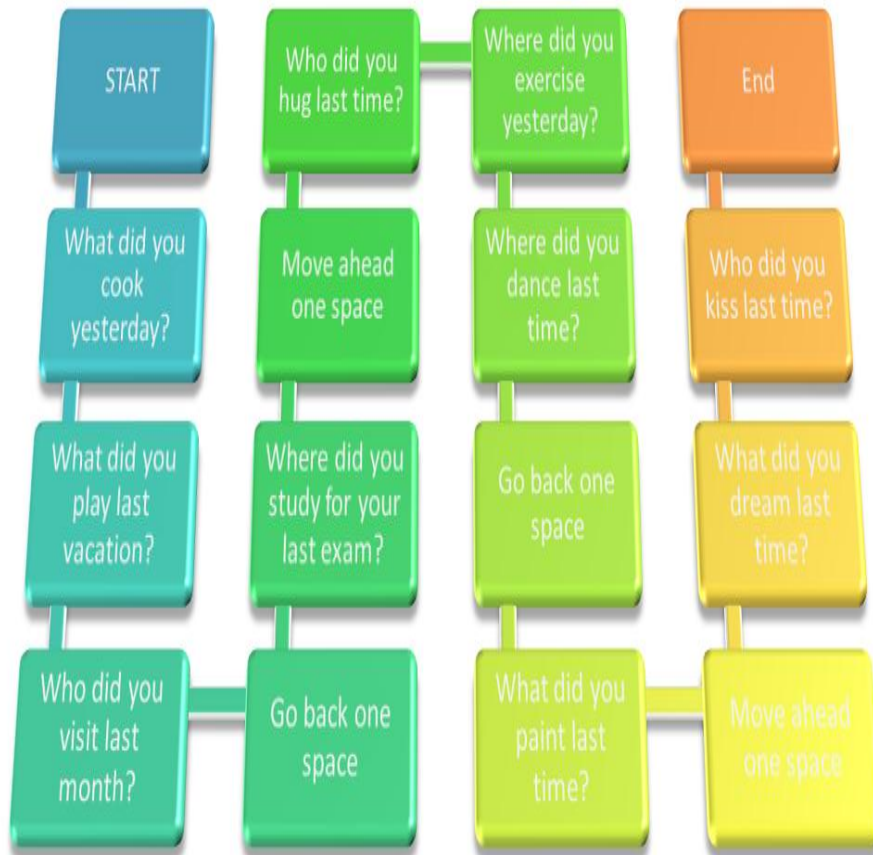 START
What did you
cook
yesterday?
What did you
play last
vacation?
Who did you
visit last
month?
Go back one
space
Where did you
study for your
last exam?
Move ahead
one space
Who did you
hug last time?
Where did you
exercise
yesterday?
Where did you
dance last
time?
Go back one
space
What did you
paint last
time?
Move ahead
one space
What did you
dream last
time?
Who did you
kiss last time?
End